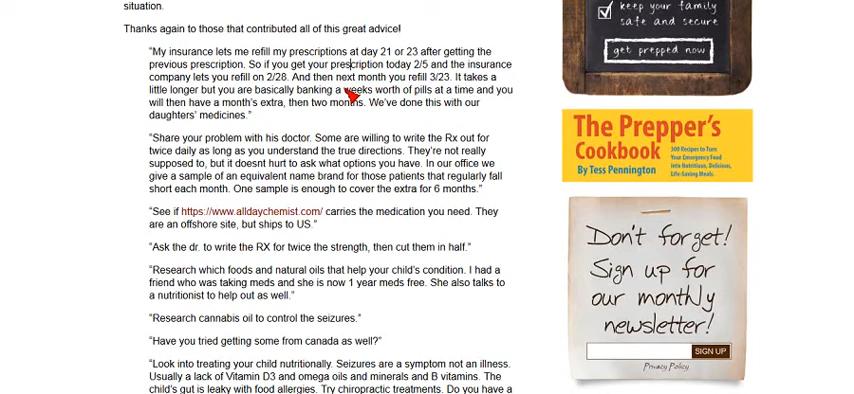 situation.
Thanks again to those that contributed all of this great advice!
“My insurance lets me refill my prescriptions at day 21 or 23 after getting the
previous prescription. So if you get your prescription today 2/5 and the insurance
company lets you refill on 2/28. And then next month you refill 3/23. It takes a
little longer but you are basically banking a weeks worth of pills at a time and you
will then have a month’s extra, then two months. We’ve done this with our
daughters’ medicines.”
“Share your problem with his doctor. Some are willing to write the Rx out for
twice daily as long as you understand the true directions. They’re not really
supposed to, but it doesnt hurt to ask what options you have. In our office we
give a sample of an equivalent name brand for those patients that regularly fall
short each month. One sample is enough to cover the extra for 6 months.”
“See if https://www.alldaychemist.com/ carries the medication you need. They
are an offshore site, but ships to US.”
“Ask the dr. to write the RX for twice the strength, then cut them in half.”
“Research which foods and natural oils that help your child’s condition. I had a
friend who was taking meds and she is now 1 year meds free. She also talks to
a nutritionist to help out as well.”
“Research cannabis oil to control the seizures.”
“Have you tried getting some from canada as well?”
“Look into treating your child nutritionally. Seizures are a symptom not an illness.
Usually a lack of Vitamin D3 and omega oils and minerals and B vitamins. The
child’s gut is leaky with food allergies. Try chiropractic treatments. Do you have a
keep your family
safe and secure
get prepped now
The Prepper’s
Cookbook
300 Recipes to Turn
Your Emergency Food
into Nutritious, Delicious,
Life-Saving Meals.
By Tess Pennington
Don’t forget!
Sign up for
our monthly
newsletter!
SIGN UP
Privacy Policy